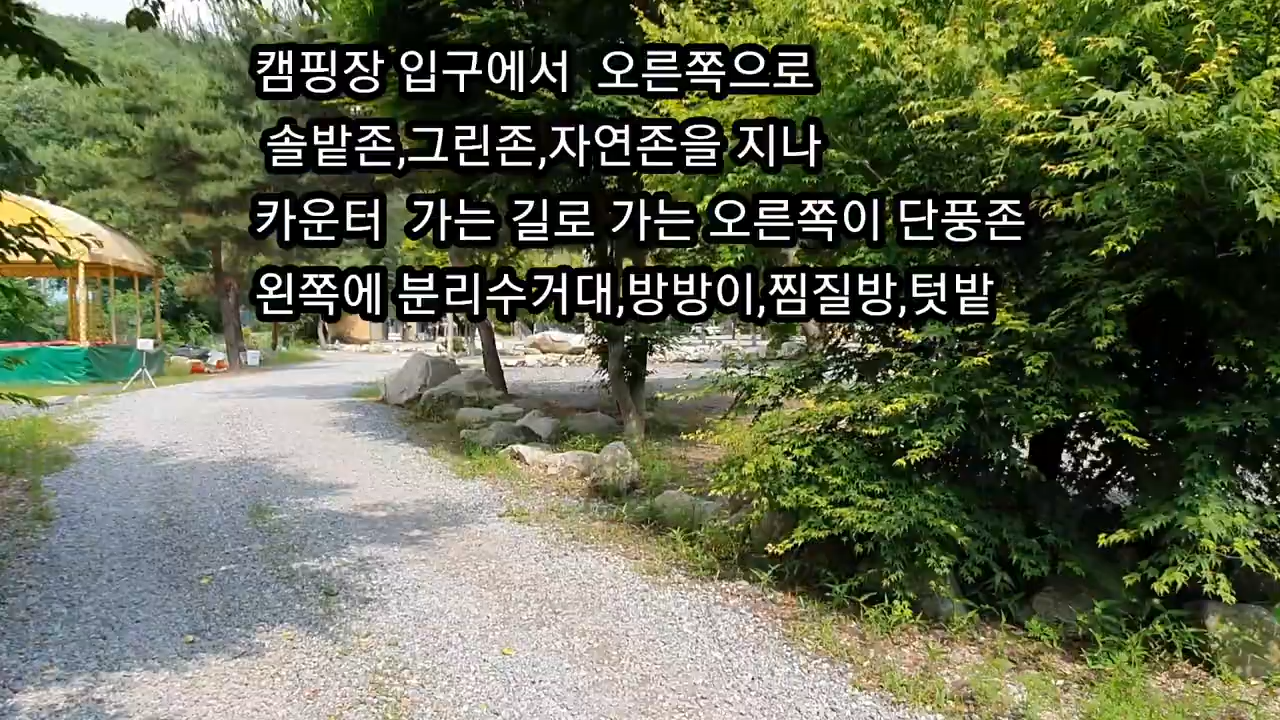 캠핑장 입구에서 오른쪽으로
솔밭존,그린존,자연존을 지나
카운터 가는 길로 가는 오른쪽이 단풍존
왼쪽에 분리수거대,방방이,찜질방,텃밭